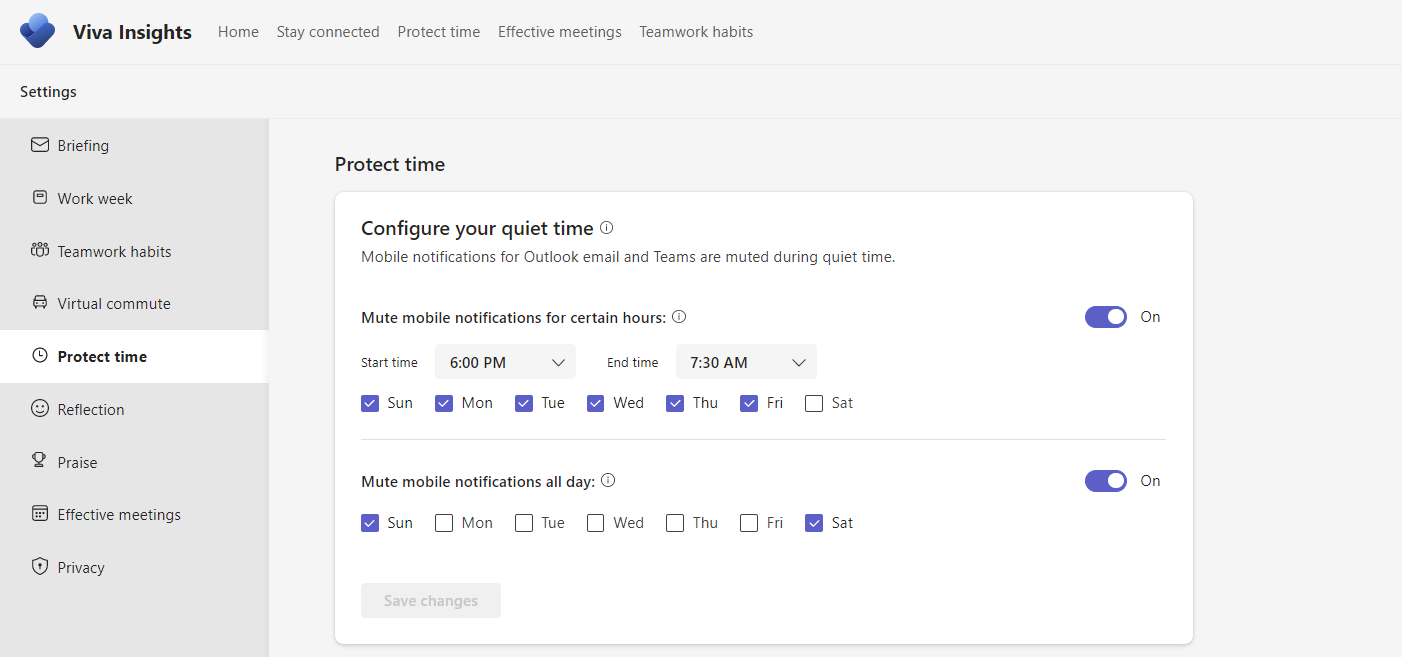 Viva Insights Home Stay connected Protect time Effective meetings Teamwork habits
Settings
Briefing
Work week
Teamwork habits
Virtual commute
Protect time
Reflection
Praise
Effective meetings
Privacy
Protect time
Configure your quiet time
Mobile notifications for Outlook email and Teams are muted during quiet time.
Mute mobile notifications for certain hours: On
Start time 6:00 PM End time 7:30 AM
Sun Mon Tue Wed Thu Fri Sat
Mute mobile notifications all day: On
Sun Mon Tue Wed Thu Fri Sat
Save changes